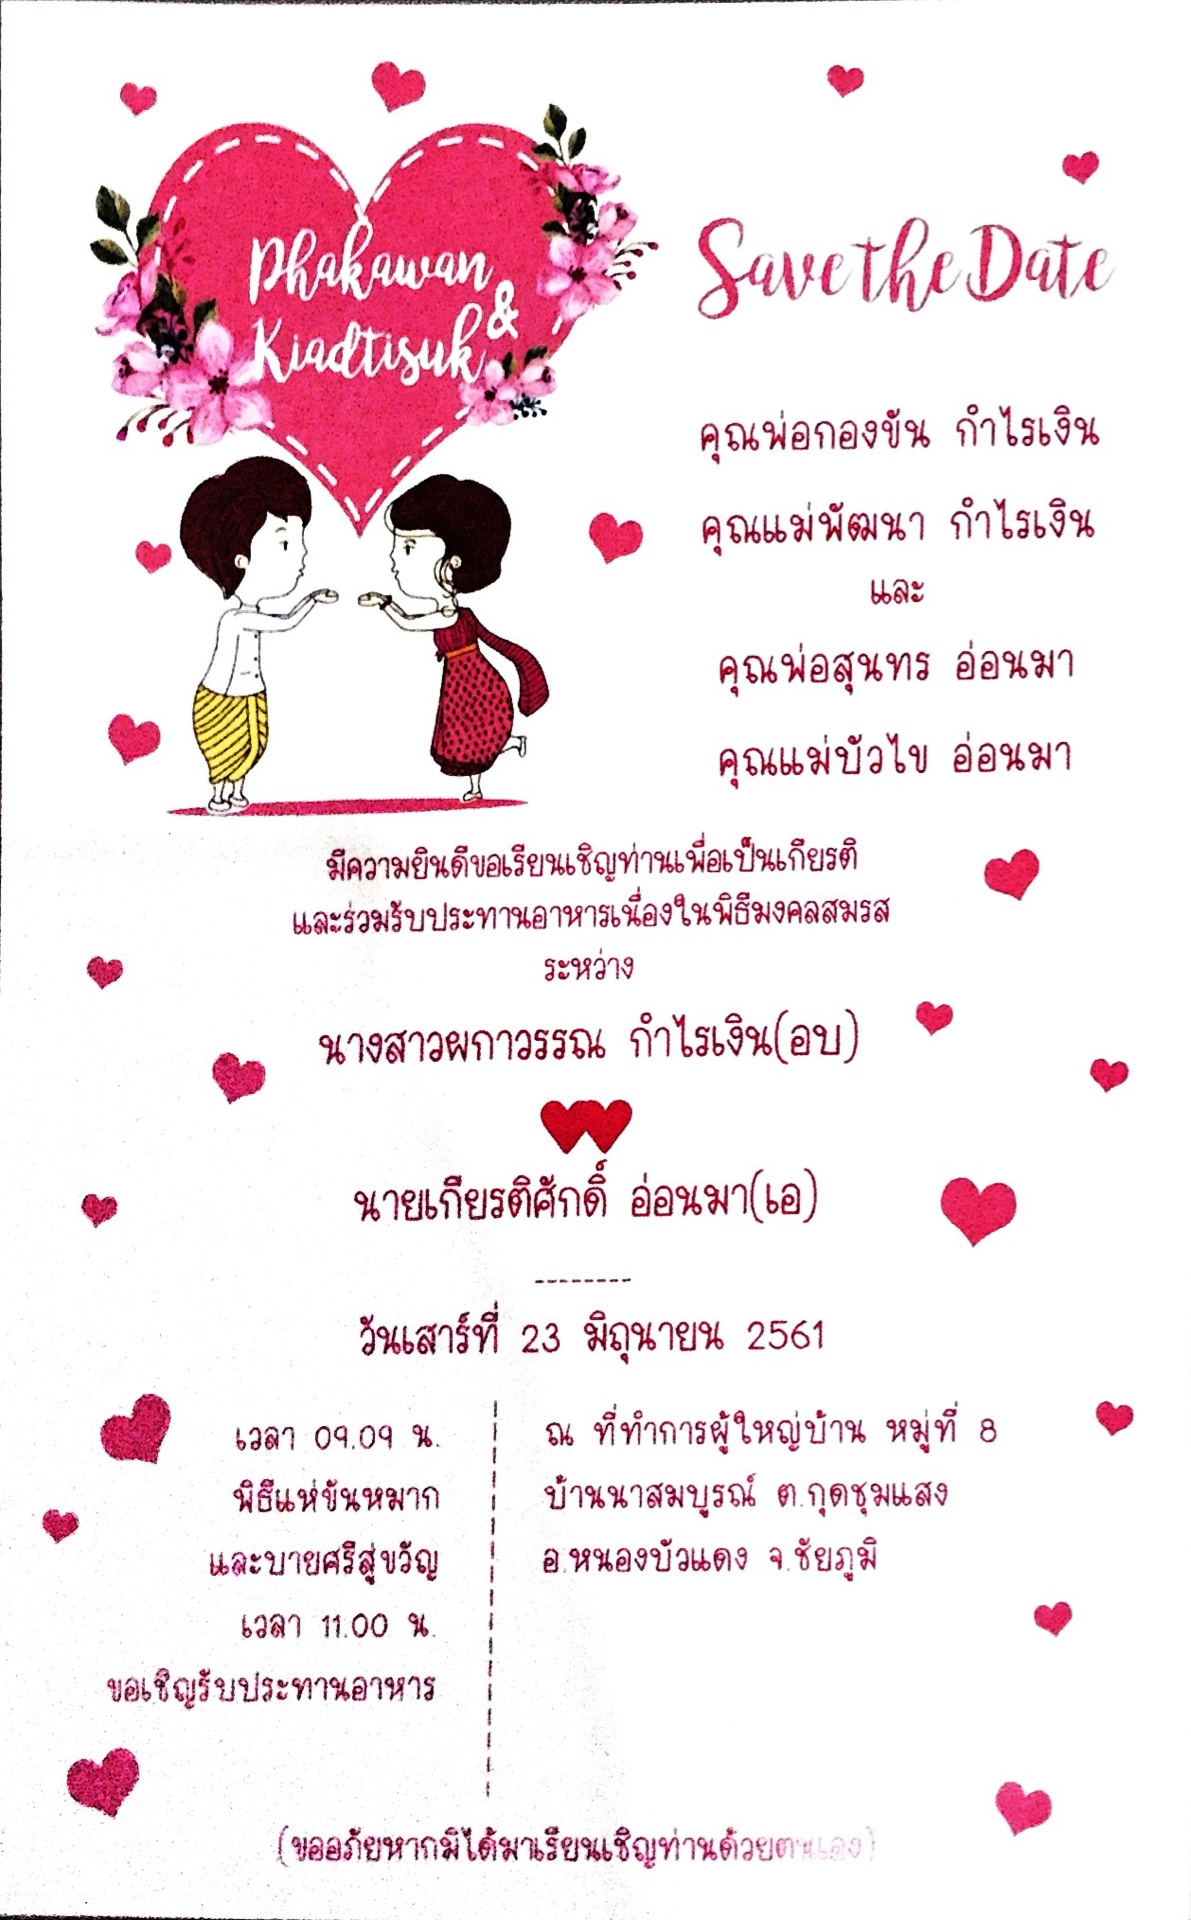 Phakawan
&
Kiadtisuk
Save the Date
คุณพ่อกองขัน กำไรเงิน
คุณแม่พัฒนา กำไรเงิน
และ
คุณพ่อสุนทร อ่อนมา
คุณแม่บัวไข อ่อนมา
มีความยินดีขอเรียนเชิญท่านเพื่อเป็นเกียรติ
และร่วมรับประทานอาหารเนื่องในพิธีมงคลสมรส
ระหว่าง
นางสาวผกาวรรณ กำไรเงิน(อบ)
นายเกียรติศักดิ์ อ่อนมา(เอ)
--------
วันเสาร์ที่ 23 มิถุนายน 2561
เวลา 09.09 น.
พิธีแห่ขันหมาก
และบายศรีสู่ขวัญ
เวลา 11.00 น.
ขอเชิญรับประทานอาหาร
ณ ที่ทำการผู้ใหญ่บ้าน หมู่ที่ 8
บ้านนาสมบูรณ์ ต.กุดชุมแสง
อ.หนองบัวแดง จ.ชัยภูมิ
(ขออภัยหากมิได้มาเรียนเชิญท่านด้วยตนเอง)